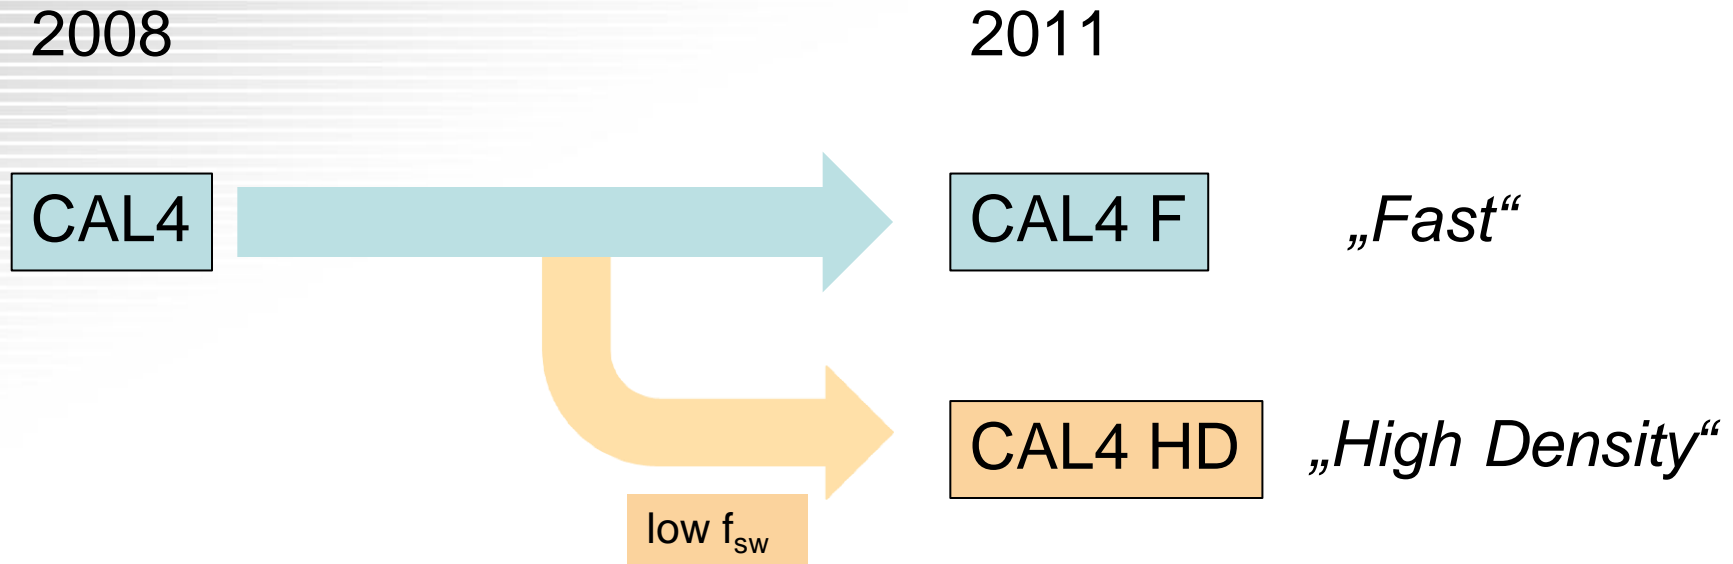 2008 2011
CAL4 CAL4 F „Fast“
CAL4 HD „High Density“
low fsw